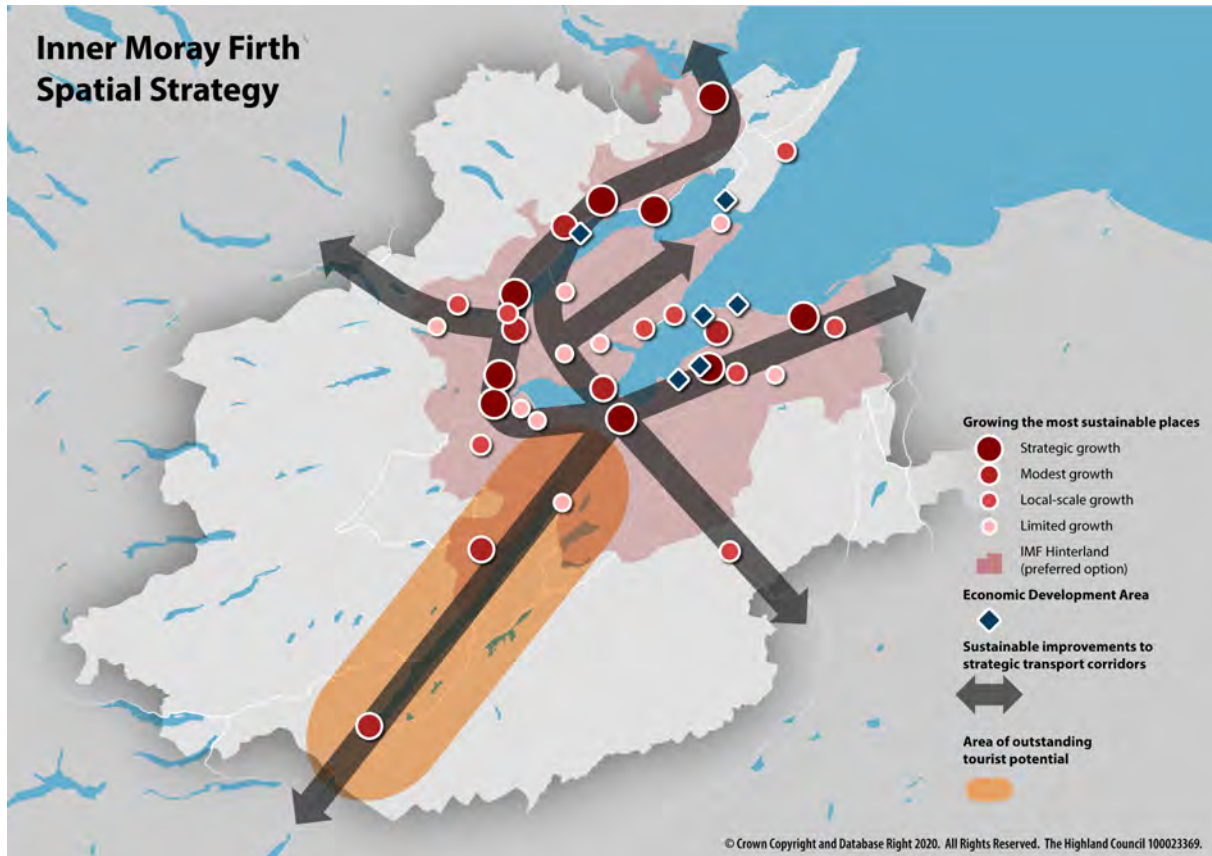 Inner Moray Firth
Spatial Strategy
Growing the most sustainable places
Strategic growth
Modest growth
Local-scale growth
Limited growth
IMF Hinterland
(preferred option)
Economic Development Area
Sustainable improvements to
strategic transport corridors
Area of outstanding
tourist potential
© Crown Copyright and Database Right 2020. All Rights Reserved. The Highland Council 100023369.